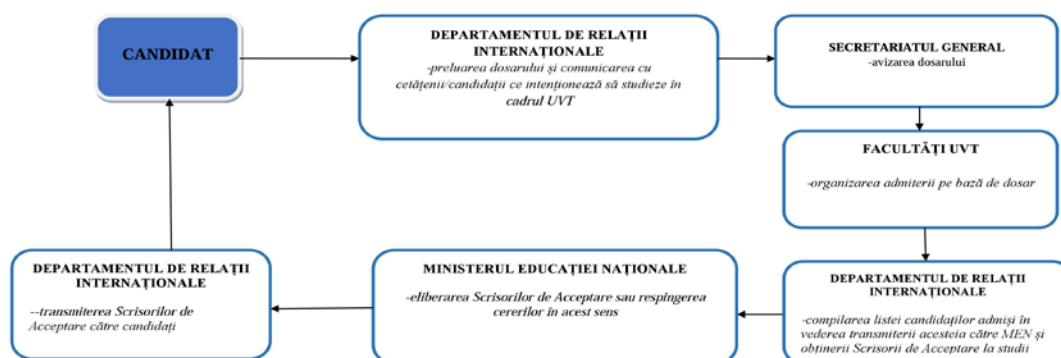 CANDIDAT
DEPARTAMENTUL DE RELAȚII
INTERNAȚIONALE
-preluarea dosarului și comunicarea cu
cetățenii/candidații ce intenționează să studieze în
cadrul UVT
SECRETARIATUL GENERAL
-avizarea dosarului
FACULTĂȚI UVT
-organizarea admiterii pe bază de dosar
DEPARTAMENTUL DE RELAȚII
INTERNAȚIONALE
-compilarea listei candidaților admiși în
vederea transmiterii acesteia către MEN și
obținerii Scrisorii de Acceptare la studii
MINISTERUL EDUCAȚIEI NAȚIONALE
-eliberarea Scrisorilor de Acceptare sau respingerea
cererilor în acest sens
DEPARTAMENTUL DE RELAȚII
INTERNAȚIONALE
--transmiterea Scrisorilor de
Acceptare către candidați